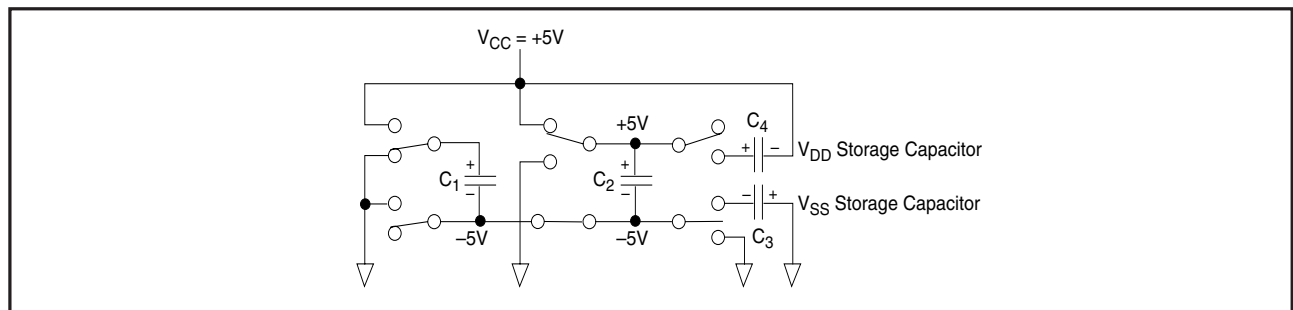 V_CC = +5V
+5V
C_4
+ −
V_DD Storage Capacitor
+
C_1
−
+
C_2
−
− +
V_SS Storage Capacitor
C_3
−5V
−5V